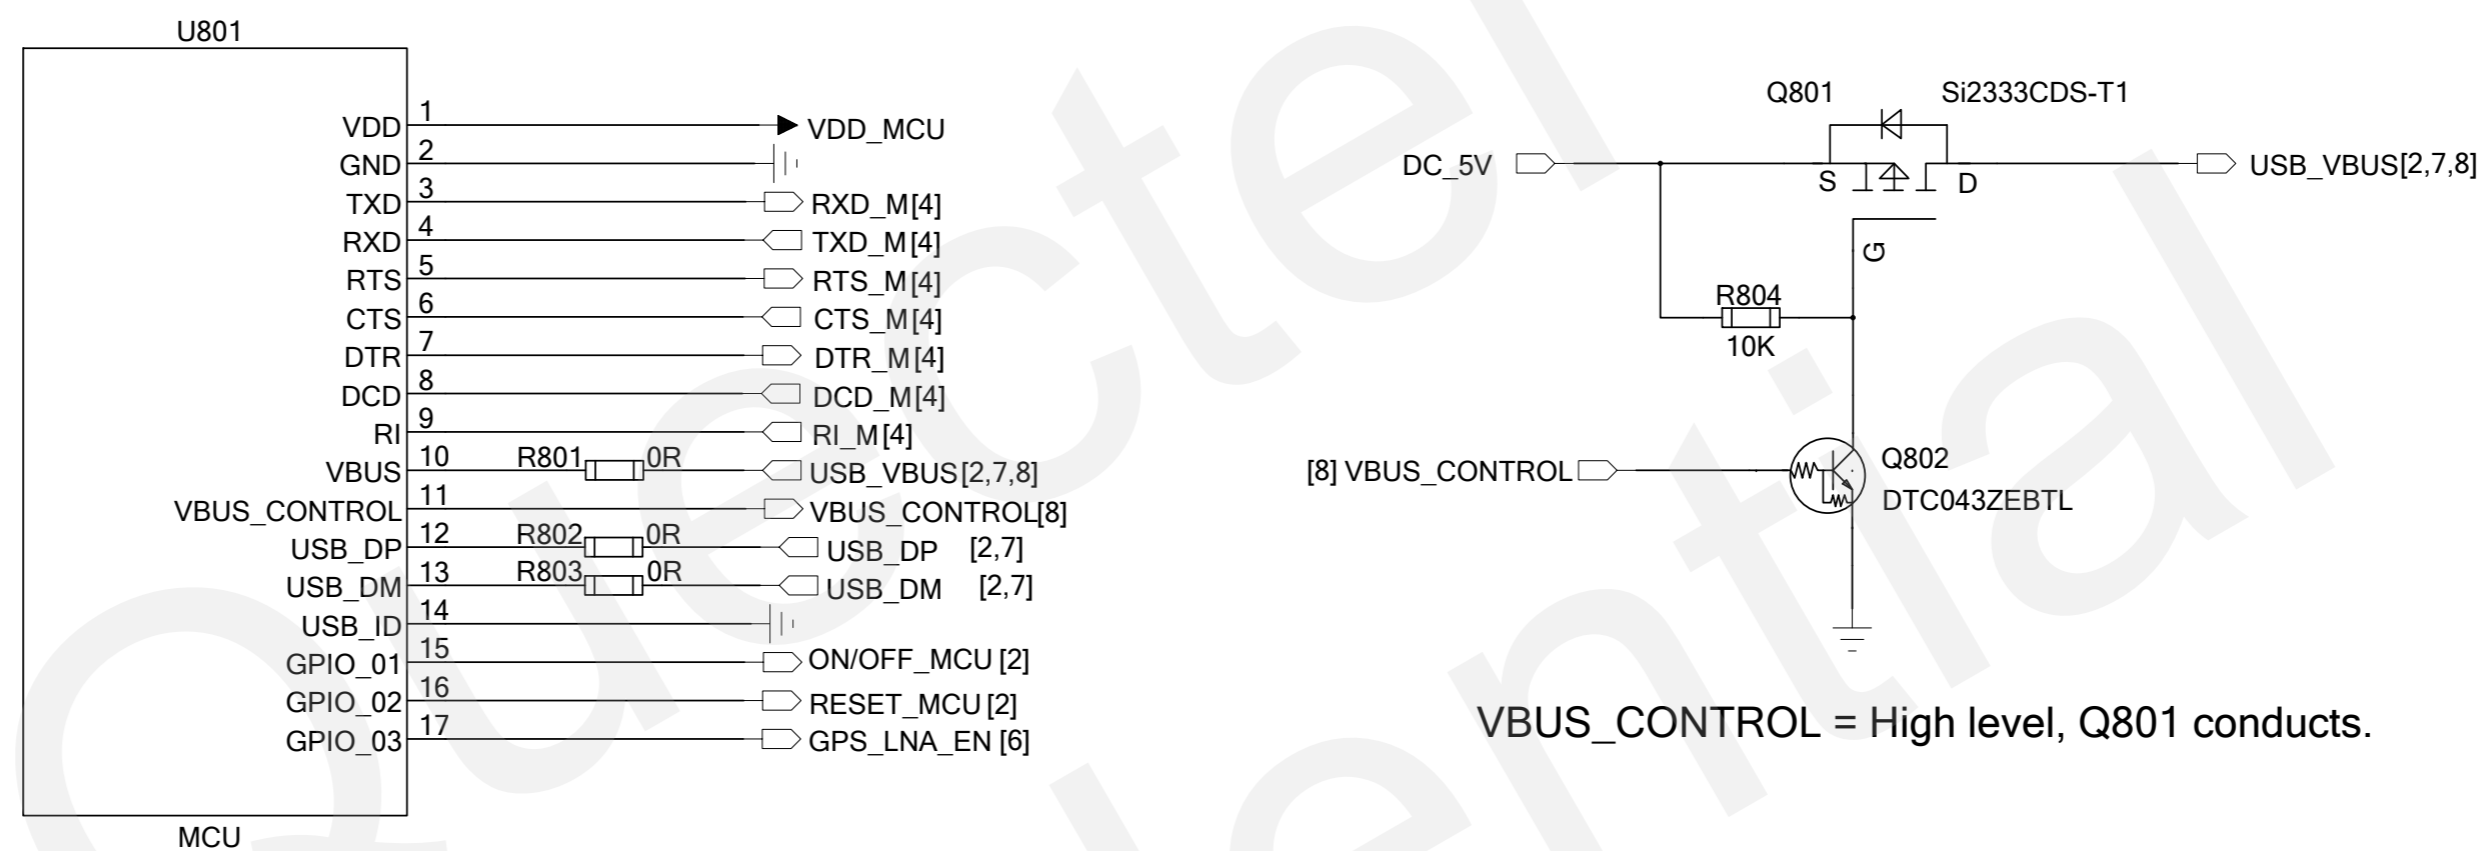 U801
VDD 1 VDD_MCU
GND 2
TXD 3 RXD_M[4]
RXD 4 TXD_M[4]
RTS 5 RTS_M[4]
CTS 6 CTS_M[4]
DTR 7 DTR_M[4]
DCD 8 DCD_M[4]
RI 9 RI_M[4]
VBUS 10 R801 0R USB_VBUS[2,7,8]
VBUS_CONTROL 11 VBUS_CONTROL[8]
USB_DP 12 R802 0R USB_DP [2,7]
USB_DM 13 R803 0R USB_DM [2,7]
USB_ID 14
GPIO_01 15 ON/OFF_MCU [2]
GPIO_02 16 RESET_MCU [2]
GPIO_03 17 GPS_LNA_EN [6]
MCU
Q801 Si2333CDS-T1
DC_5V S D USB_VBUS[2,7,8]
G
R804
10K
[8] VBUS_CONTROL
Q802
DTC043ZEBTL
VBUS_CONTROL = High level, Q801 conducts.
Quectel